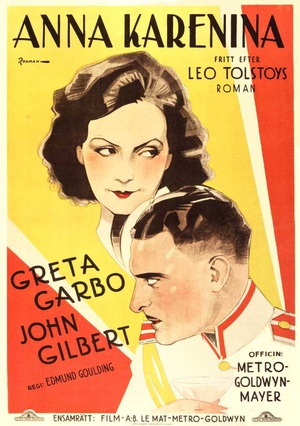 ANNA KARENINA
ROHMAN
FRITT EFTER
LEO TOLSTOYS
ROMAN
GRETA
GARBO
JOHN
GILBERT
REGI: EDMUND GOULDING
OFFICIN:
METRO-
GOLDWYN-
MAYER
ENSAMRÄTT: FILM-A-B. LE MAT-METRO-GOLDWYN